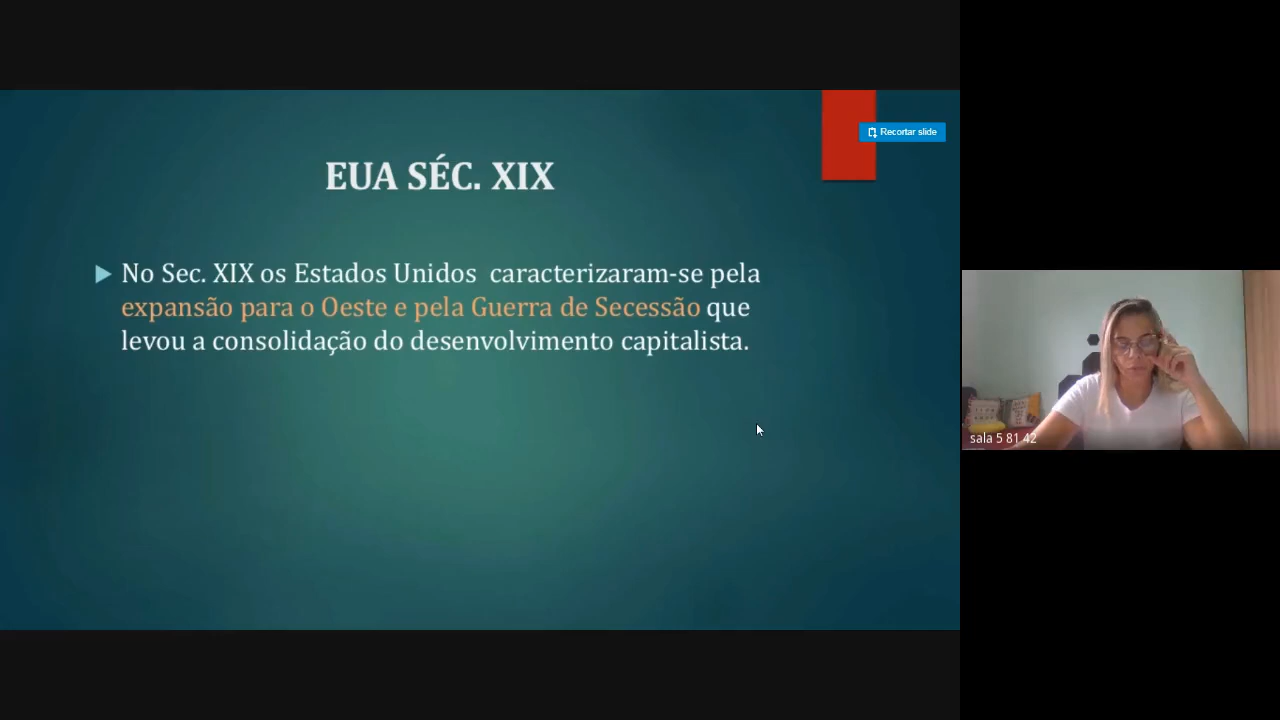 Recortar slide
EUA SÉC. XIX
No Sec. XIX os Estados Unidos  caracterizaram-se pela
expansão para o Oeste e pela Guerra de Secessão que
levou a consolidação do desenvolvimento capitalista.
sala 5 81 42